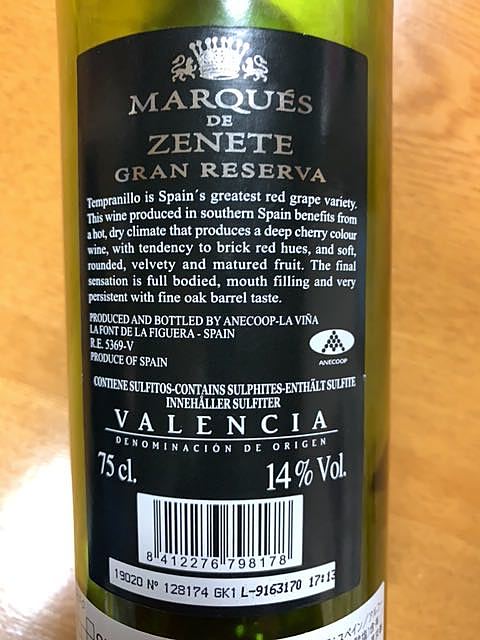 MARQUÉS
DE
ZENETE
GRAN RESERVA
Tempranillo is Spain´s greatest red grape variety.
This wine produced in southern Spain benefits from
a hot, dry climate that produces a deep cherry colour
wine, with tendency to brick red hues, and soft,
rounded, velvety and matured fruit. The final
sensation is full bodied, mouth filling and very
persistent with fine oak barrel taste.
PRODUCED AND BOTTLED BY ANECOOP-LA VIÑA
LA FONT DE LA FIGUERA - SPAIN
R.E. 5369-V
PRODUCE OF SPAIN
ANECOOP
CONTIENE SULFITOS-CONTAINS SULPHITES-ENTHÄLT SULFITE
INNEHÅLLER SULFITER
VALENCIA
DENOMINACIÓN DE ORIGEN
75 cl.
14% Vol.
8 412276 798178
19020 Nº 128174 GK1 L-9163170 17:13